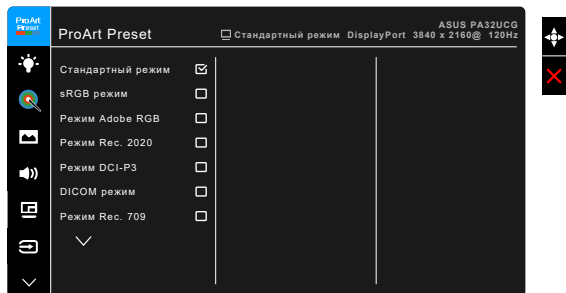 ProArt
Preset
ProArt Preset
ASUS PA32UCG
Стандартный режим DisplayPort 3840 x 2160@ 120Hz
Стандартный режим
sRGB режим
Режим Adobe RGB
Режим Rec. 2020
Режим DCI-P3
DICOM режим
Режим Rec. 709